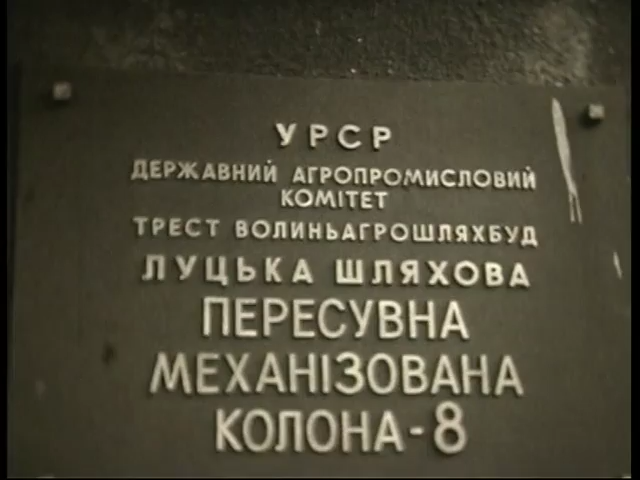 УРСР
ДЕРЖАВНИЙ АГРОПРОМИСЛОВИЙ
КОМІТЕТ
ТРЕСТ ВОЛИНЬАГРОШЛЯХБУД
ЛУЦЬКА ШЛЯХОВА
ПЕРЕСУВНА
МЕХАНІЗОВАНА
КОЛОНА-8